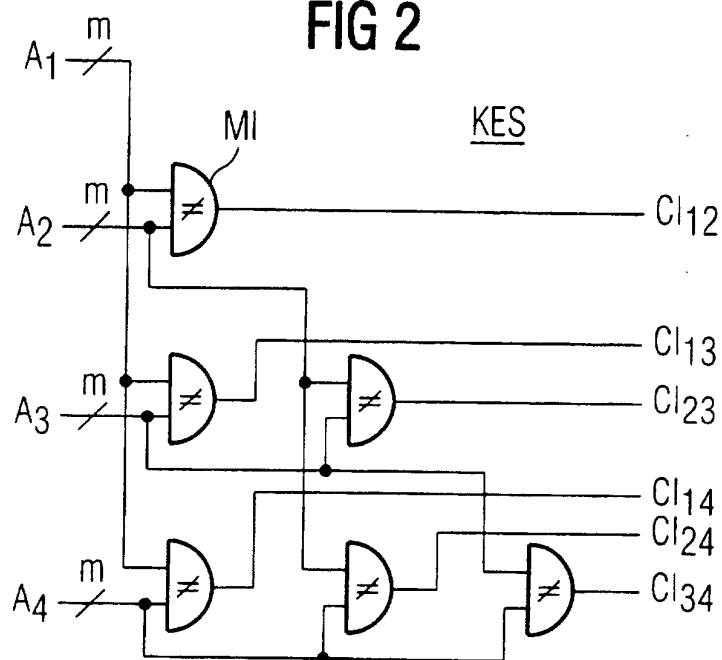 FIG 2
m
A1
MI
KES
m
≠
CI12
A2
CI13
m
≠
≠
CI23
A3
CI14
m
CI24
≠
≠
≠
CI34
A4